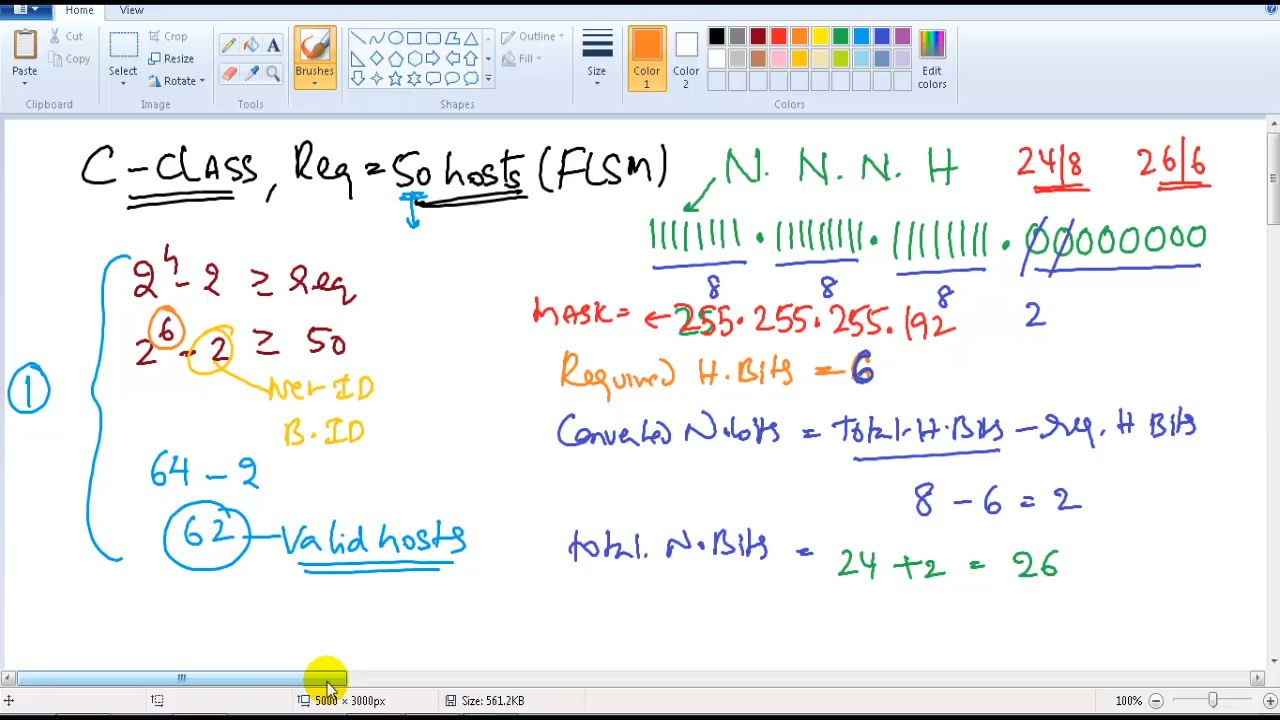 Home View
Paste
Cut
Copy
Clipboard
Select
Crop
Resize
Rotate
Image
Tools
Brushes
Shapes
Outline
Fill
Size
Color 1
Color 2
Colors
Edit colors
C-CLASS, Req = 50 hosts (FLSM)
N. N. N. H
24|8
26|6
11111111 . 11111111 . 11111111 . 00000000
8 8 8 2
MASK = ← 255.255.255.192
Required H.Bits = 6
Converted N.bits = Total.H.Bits - req. H Bits
8 - 6 = 2
total. N.Bits = 24 + 2 = 26
1
2^h - 2 ≥ req
2^6 - 2 ≥ 50
Net ID
B.ID
64 - 2
62 - Valid hosts
5000 × 3000px
Size: 561.2KB
100%